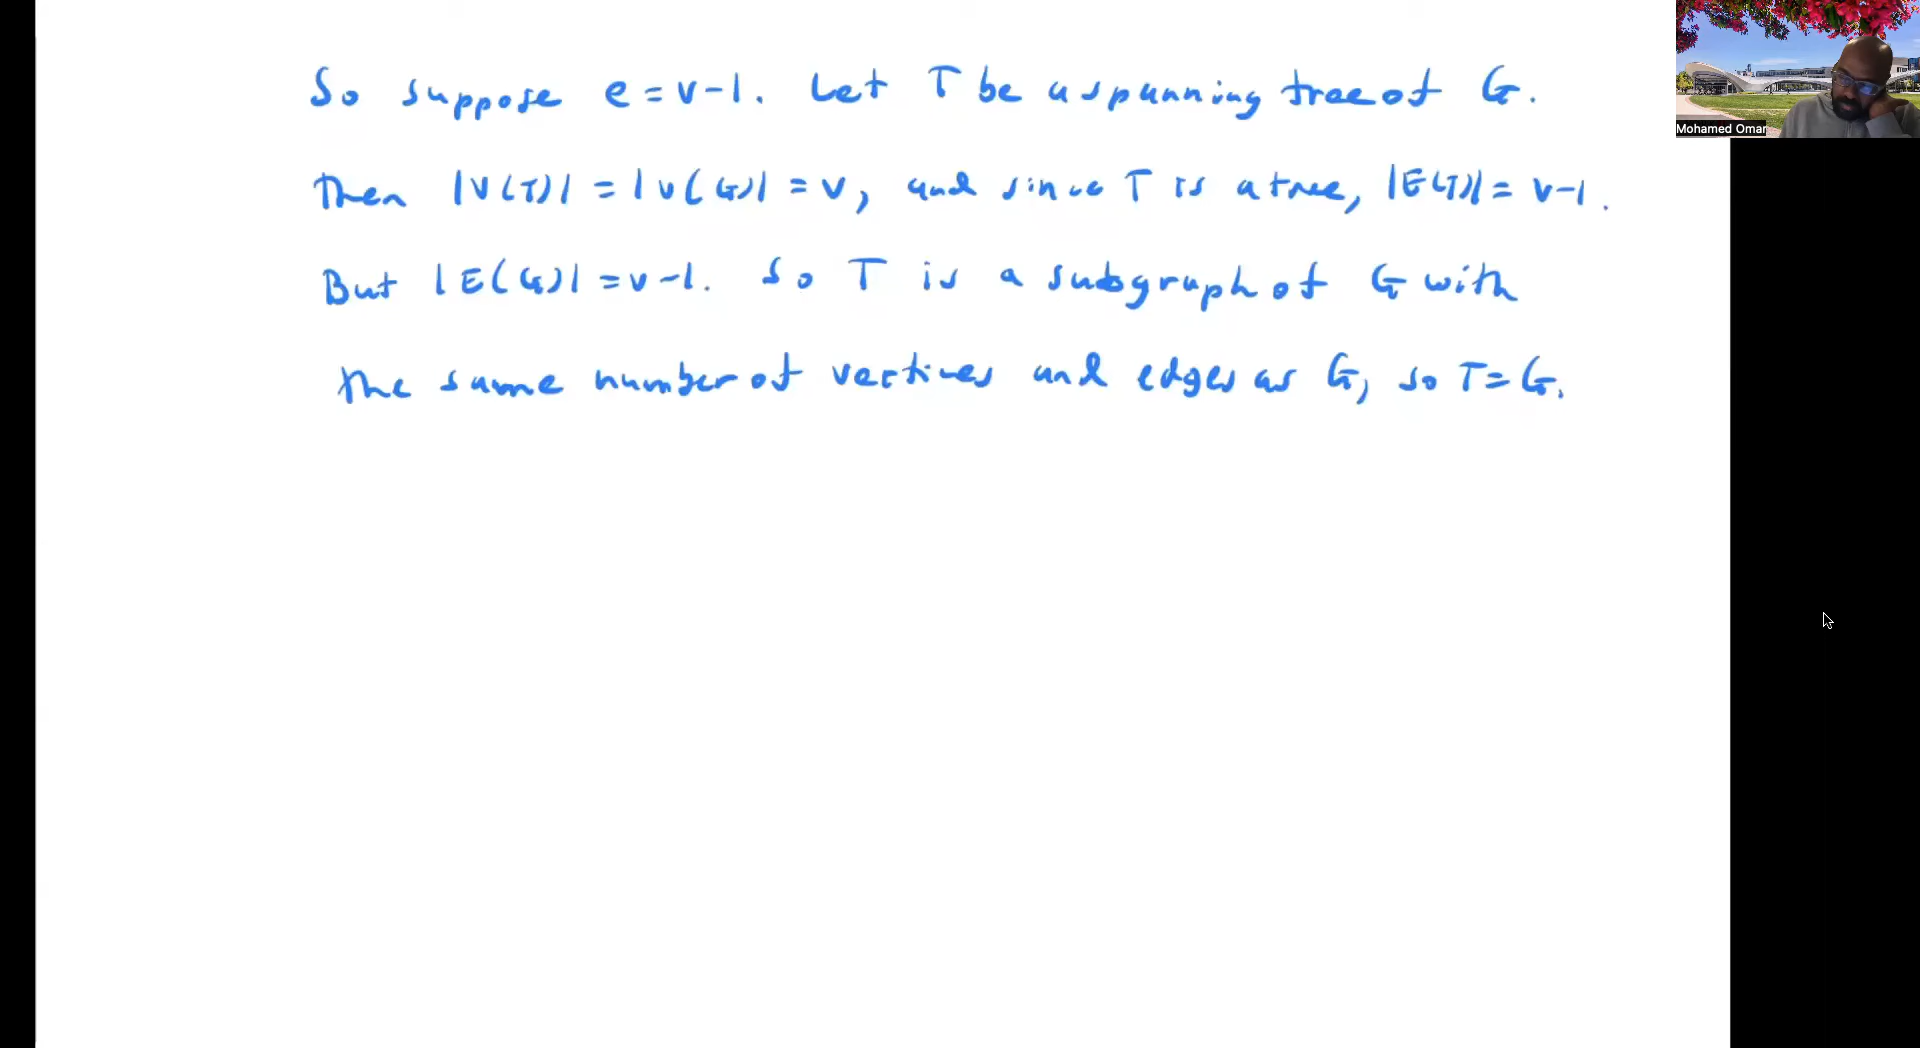 So suppose e = v-1. Let T be a spanning tree of G.
Then |V(T)| = |V(G)| = v, and since T is a tree, |E(T)| = v-1.
But |E(G)| = v-1. So T is a subgraph of G with
the same number of vertices and edges as G, so T = G.
Mohamed Omar